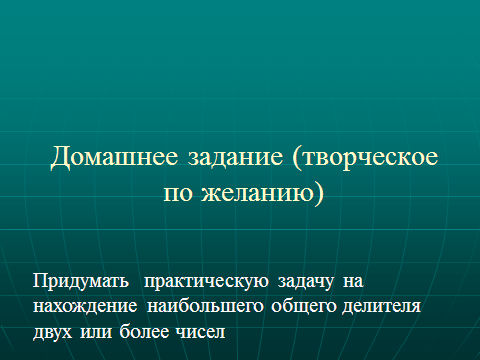 Домашнее задание (творческое
по желанию)
Придумать практическую задачу на
нахождение наибольшего общего делителя
двух или более чисел